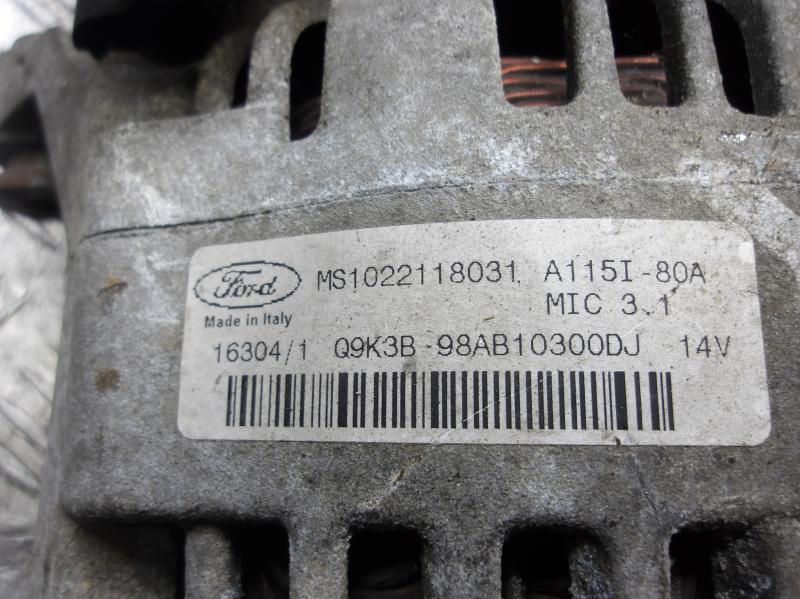 Ford MS1022118031 A115I-80A
Made in Italy MIC 3.1
16304/1 Q9K3B 98AB10300DJ 14V